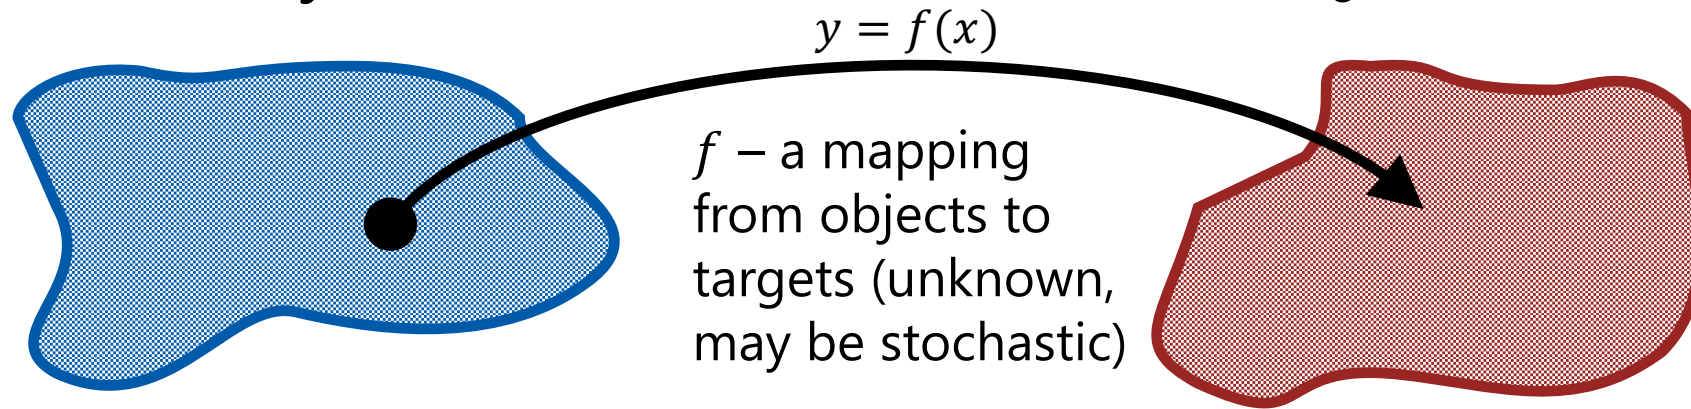 y = f(x)
f – a mapping
from objects to
targets (unknown,
may be stochastic)